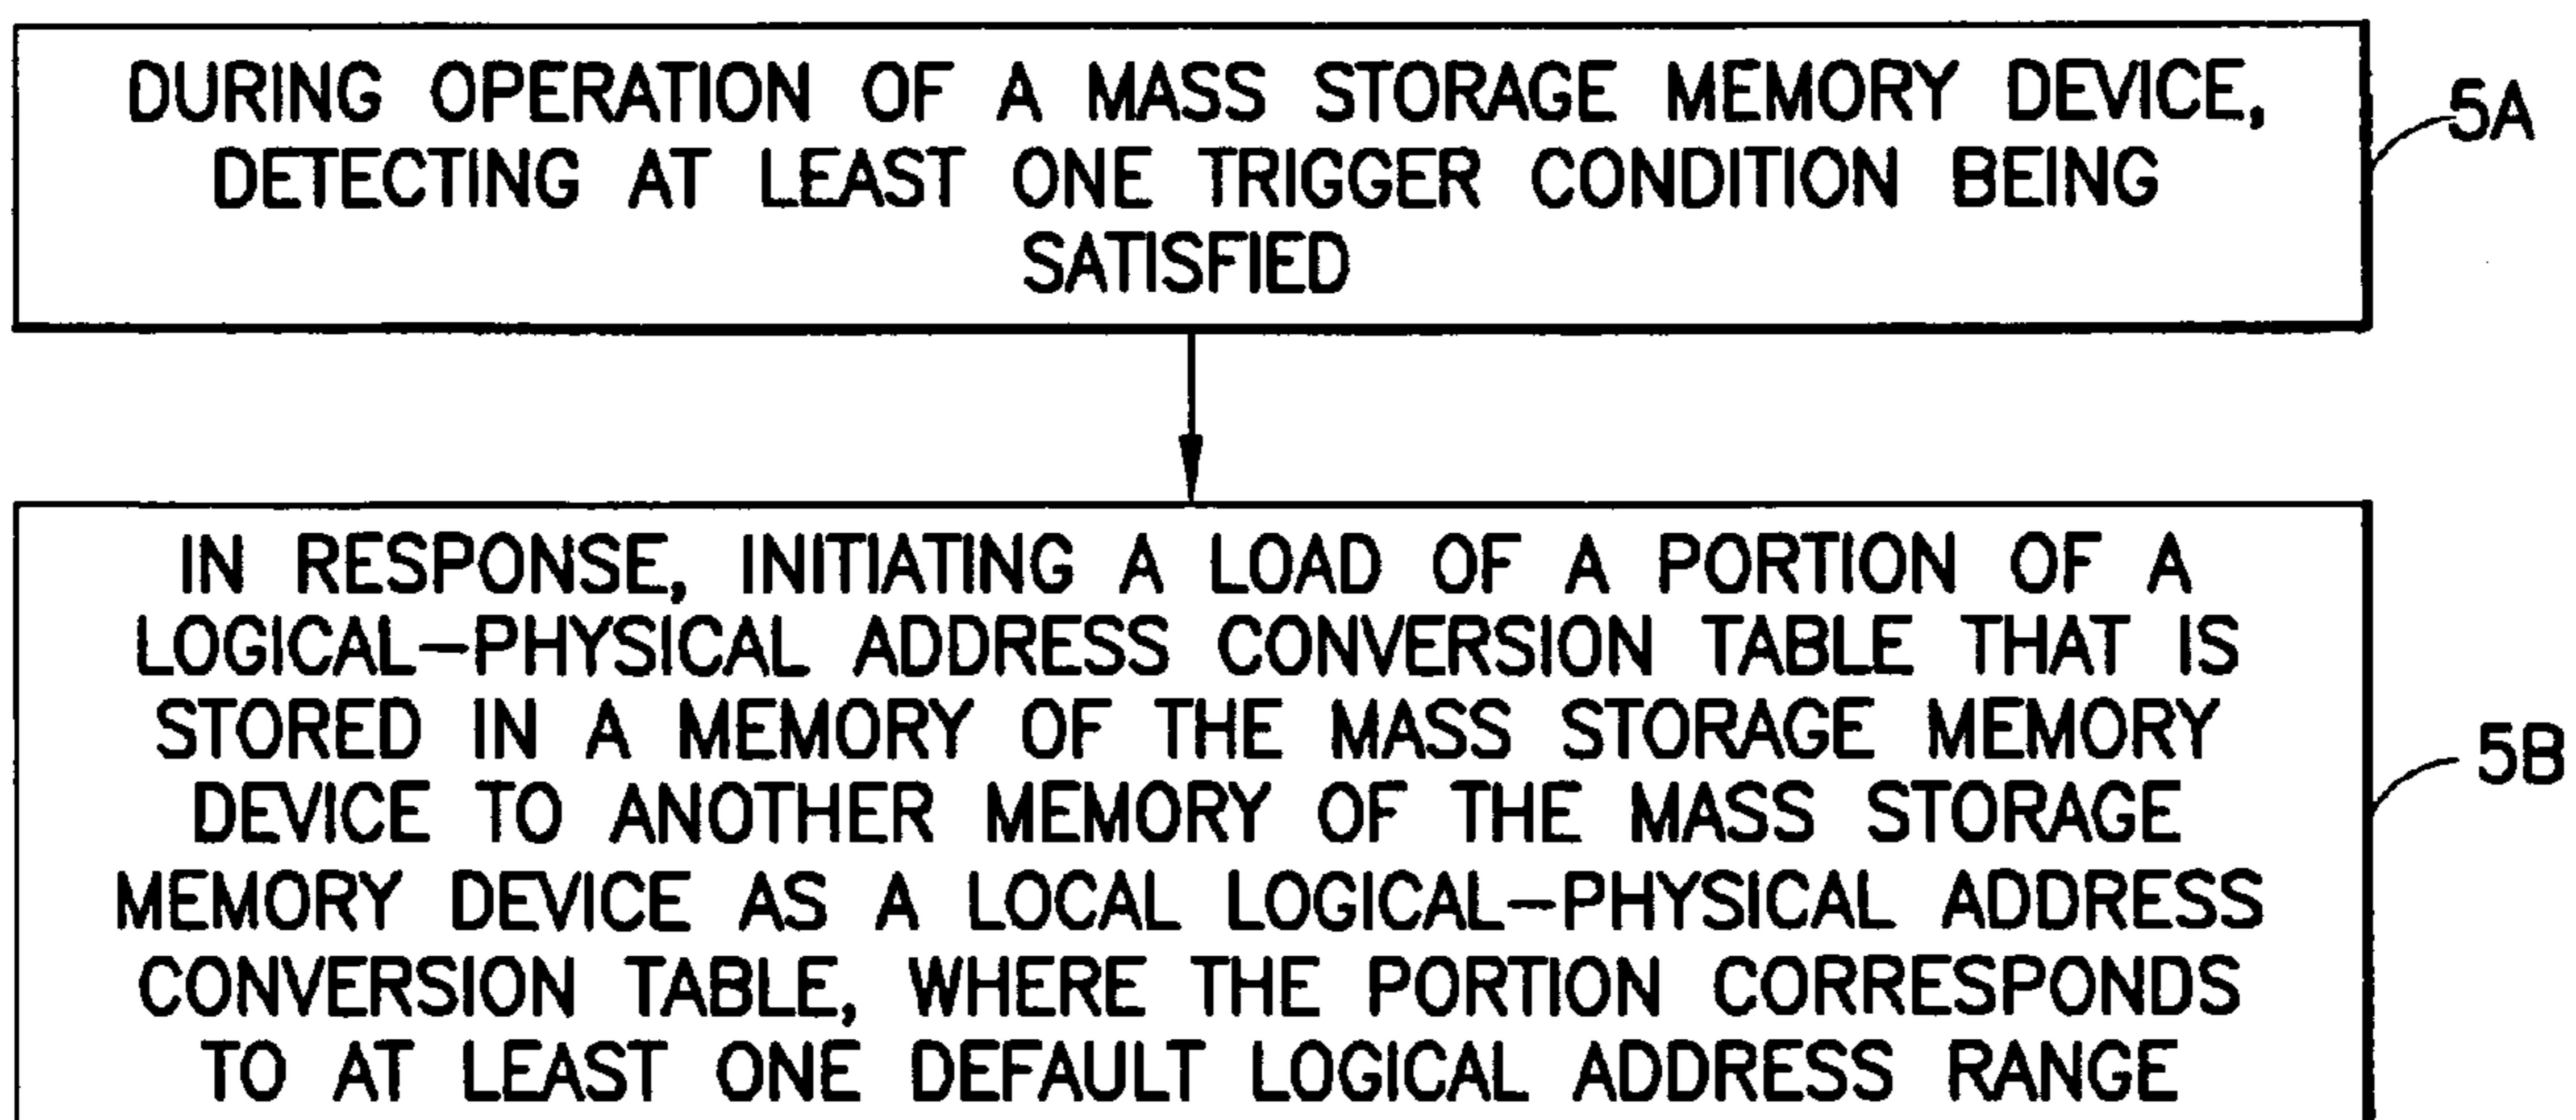 DURING OPERATION OF A MASS STORAGE MEMORY DEVICE,
DETECTING AT LEAST ONE TRIGGER CONDITION BEING
SATISFIED
5A
IN RESPONSE, INITIATING A LOAD OF A PORTION OF A
LOGICAL–PHYSICAL ADDRESS CONVERSION TABLE THAT IS
STORED IN A MEMORY OF THE MASS STORAGE MEMORY
DEVICE TO ANOTHER MEMORY OF THE MASS STORAGE
MEMORY DEVICE AS A LOCAL LOGICAL–PHYSICAL ADDRESS
CONVERSION TABLE, WHERE THE PORTION CORRESPONDS
TO AT LEAST ONE DEFAULT LOGICAL ADDRESS RANGE
5B